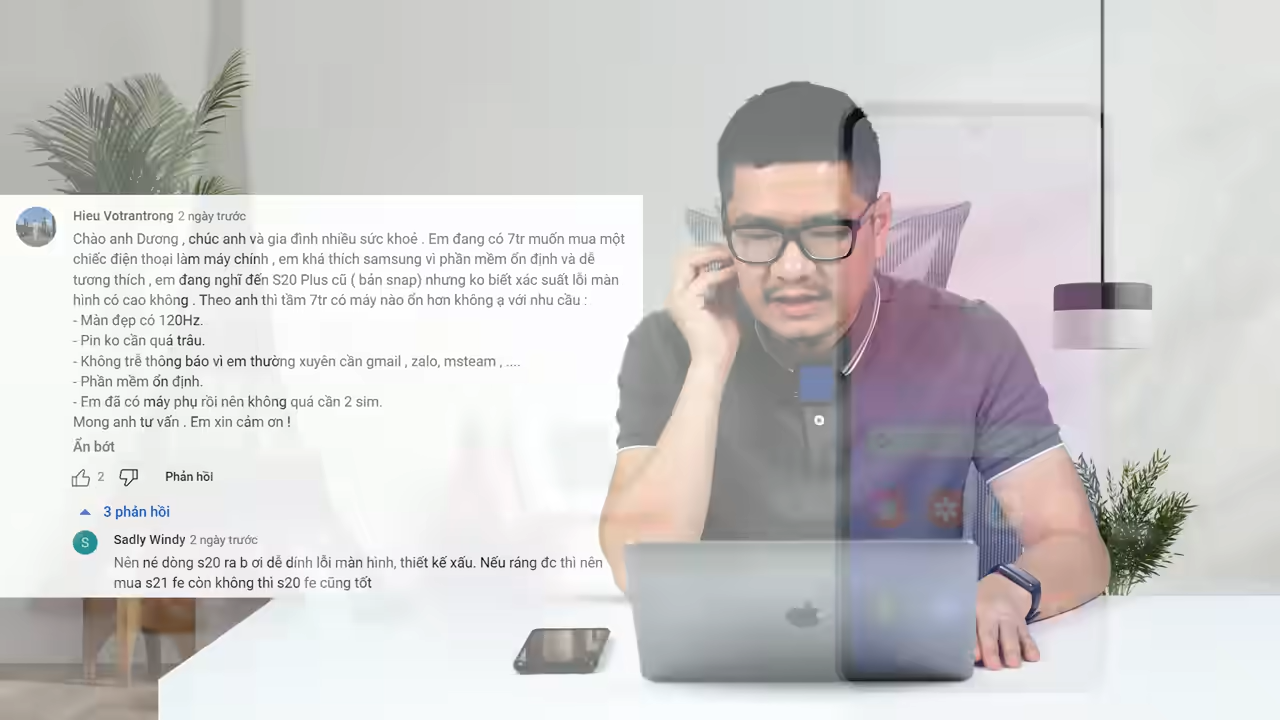 Hieu Votrantrong 2 ngày trước
Chào anh Dương , chúc anh và gia đình nhiều sức khoẻ . Em đang có 7tr muốn mua một
chiếc điện thoại làm máy chính , em khá thích samsung vì phần mềm ổn định và dễ
tương thích , em đang nghĩ đến S20 Plus cũ ( bản snap) nhưng ko biết xác suất lỗi màn
hình có cao không . Theo anh thì tầm 7tr có máy nào ổn hơn không ạ với nhu cầu :
- Màn đẹp có 120Hz.
- Pin ko cần quá trâu.
- Không trễ thông báo vì em thường xuyên cần gmail , zalo, msteam , ....
- Phần mềm ổn định.
- Em đã có máy phụ rồi nên không quá cần 2 sim.
Mong anh tư vấn . Em xin cảm ơn !
Ẩn bớt
2 Phản hồi
3 phản hồi
S
Sadly Windy 2 ngày trước
Nên né dòng s20 ra b ơi dễ dính lỗi màn hình, thiết kế xấu. Nếu ráng đc thì nên
mua s21 fe còn không thì s20 fe cũng tốt